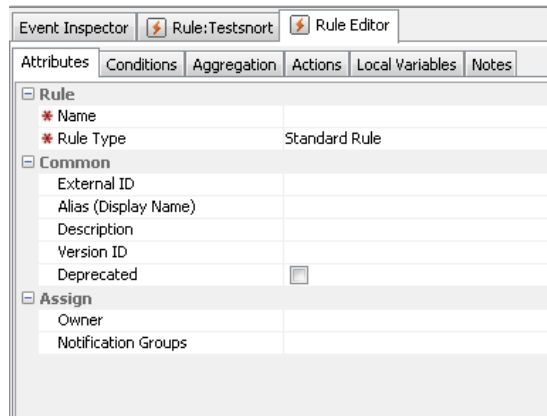 Event Inspector Rule:Testsnort Rule Editor
Attributes Conditions Aggregation Actions Local Variables Notes
Rule
Name
Rule Type Standard Rule
Common
External ID
Alias (Display Name)
Description
Version ID
Deprecated
Assign
Owner
Notification Groups